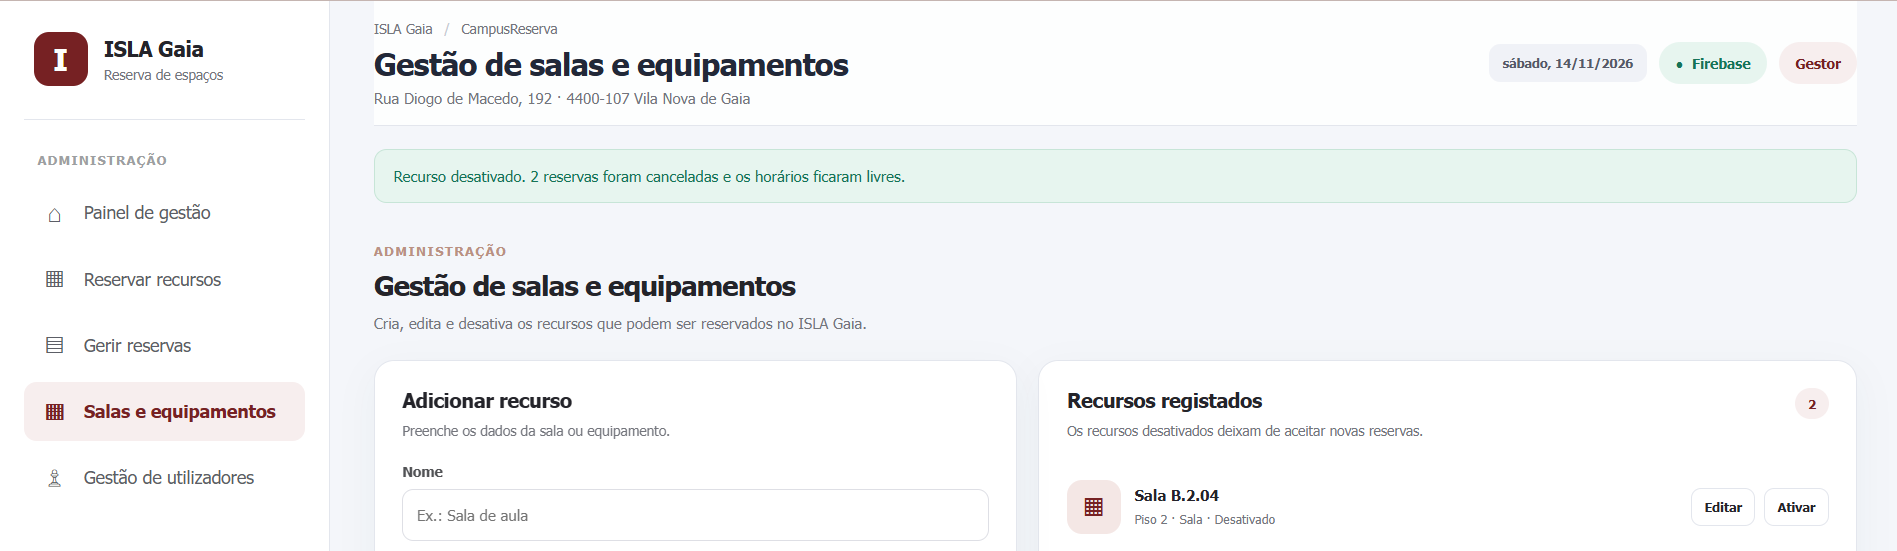 I
ISLA Gaia
Reserva de espaços
ADMINISTRAÇÃO
Painel de gestão
Reservar recursos
Gerir reservas
Salas e equipamentos
Gestão de utilizadores
ISLA Gaia / CampusReserva
Gestão de salas e equipamentos
Rua Diogo de Macedo, 192 · 4400-107 Vila Nova de Gaia
sábado, 14/11/2026
• Firebase
Gestor
Recurso desativado. 2 reservas foram canceladas e os horários ficaram livres.
ADMINISTRAÇÃO
Gestão de salas e equipamentos
Cria, edita e desativa os recursos que podem ser reservados no ISLA Gaia.
Adicionar recurso
Preenche os dados da sala ou equipamento.
Nome
Ex.: Sala de aula
Recursos registados
2
Os recursos desativados deixam de aceitar novas reservas.
Sala B.2.04
Piso 2 · Sala · Desativado
Editar
Ativar